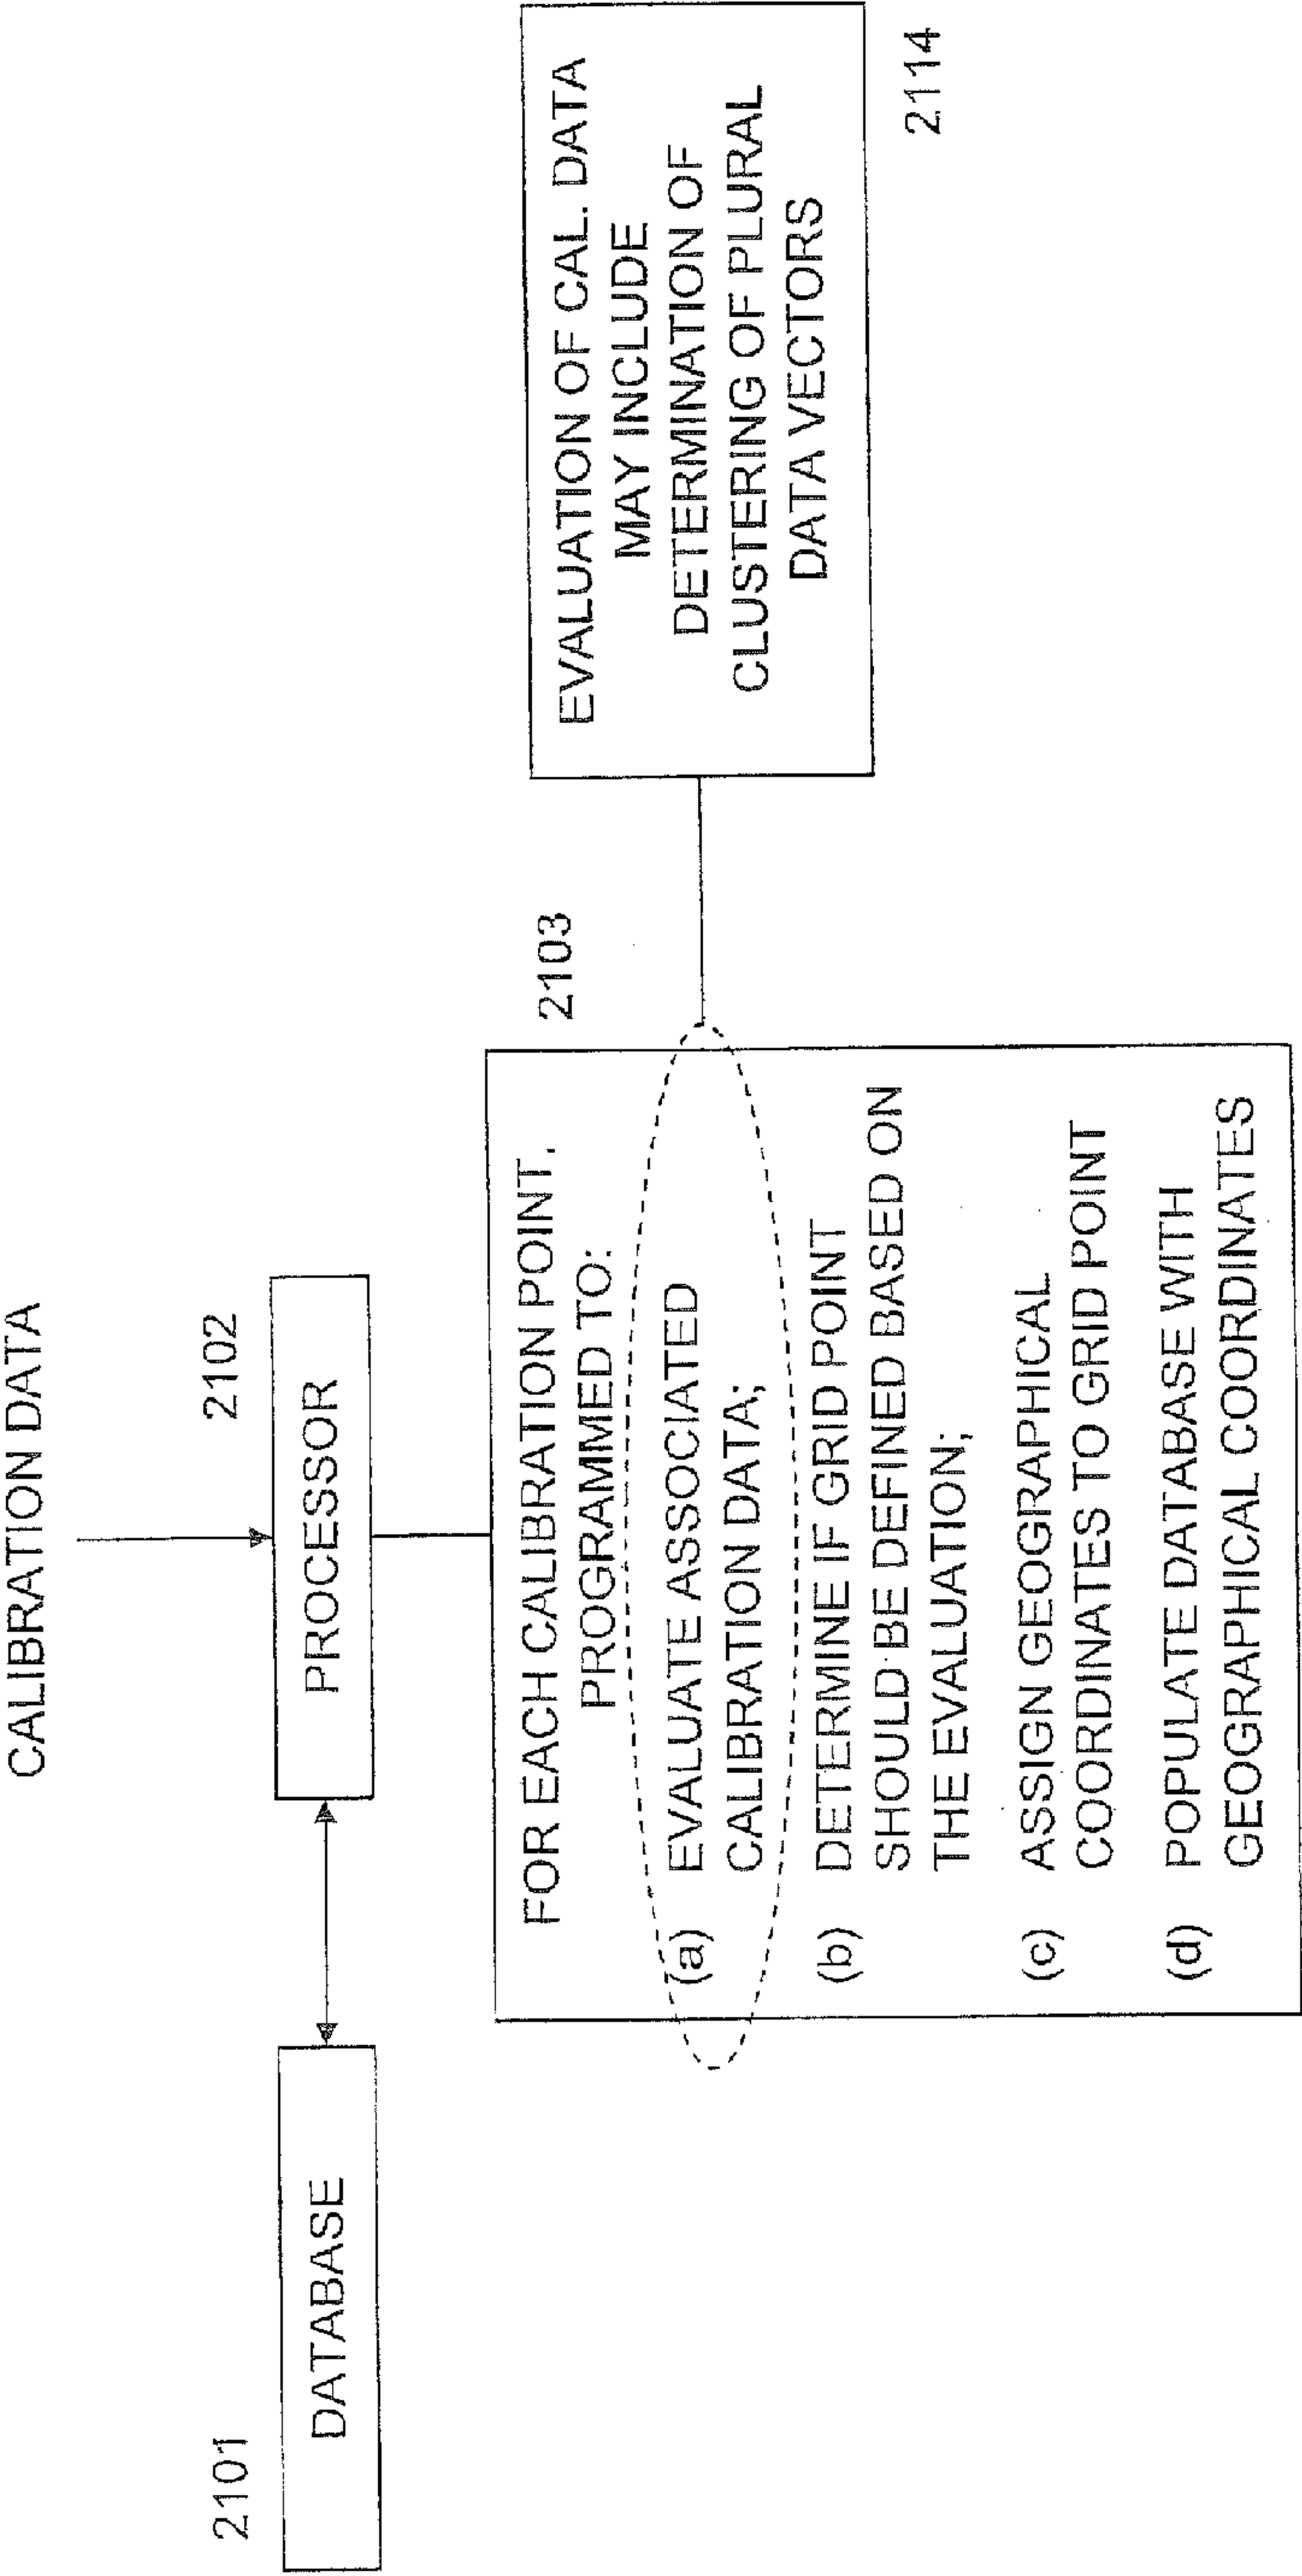 CALIBRATION DATA
2101
DATABASE
2102
PROCESSOR
2103
FOR EACH CALIBRATION POINT,
PROGRAMMED TO:
(a) EVALUATE ASSOCIATED
CALIBRATION DATA;
(b) DETERMINE IF GRID POINT
SHOULD BE DEFINED BASED ON
THE EVALUATION;
(c) ASSIGN GEOGRAPHICAL
COORDINATES TO GRID POINT
(d) POPULATE DATABASE WITH
GEOGRAPHICAL COORDINATES
EVALUATION OF CAL. DATA
MAY INCLUDE
DETERMINATION OF
CLUSTERING OF PLURAL
DATA VECTORS
2114